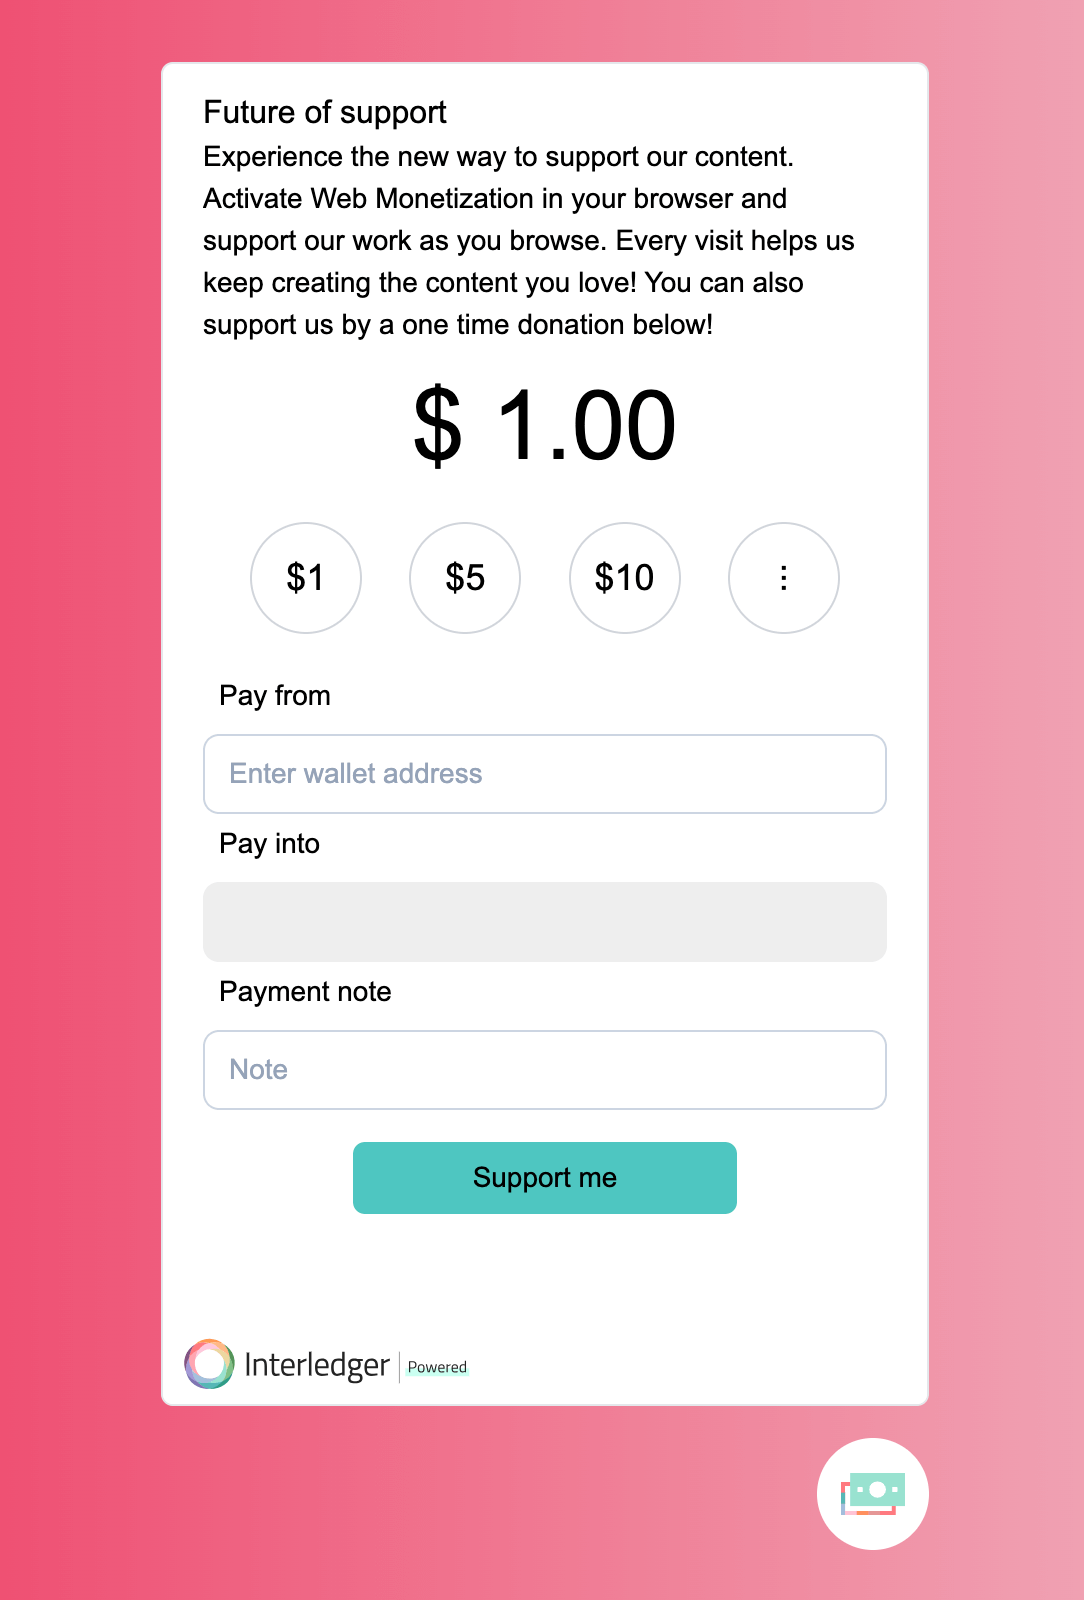 Future of support
Experience the new way to support our content.
Activate Web Monetization in your browser and
support our work as you browse. Every visit helps us
keep creating the content you love! You can also
support us by a one time donation below!
$ 1.00
$1 $5 $10 ⋮
Pay from
Enter wallet address
Pay into
Payment note
Note
Support me
Interledger | Powered